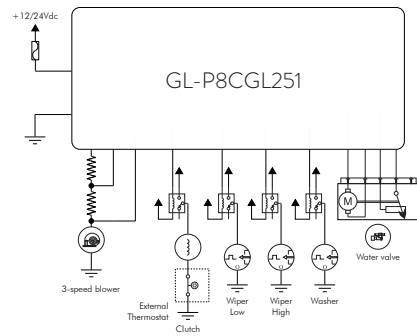 +12/24Vdc
GL-P8CGL251
M
3-speed blower
External
Thermostat
Clutch
Wiper
Low
Wiper
High
Washer
Water valve